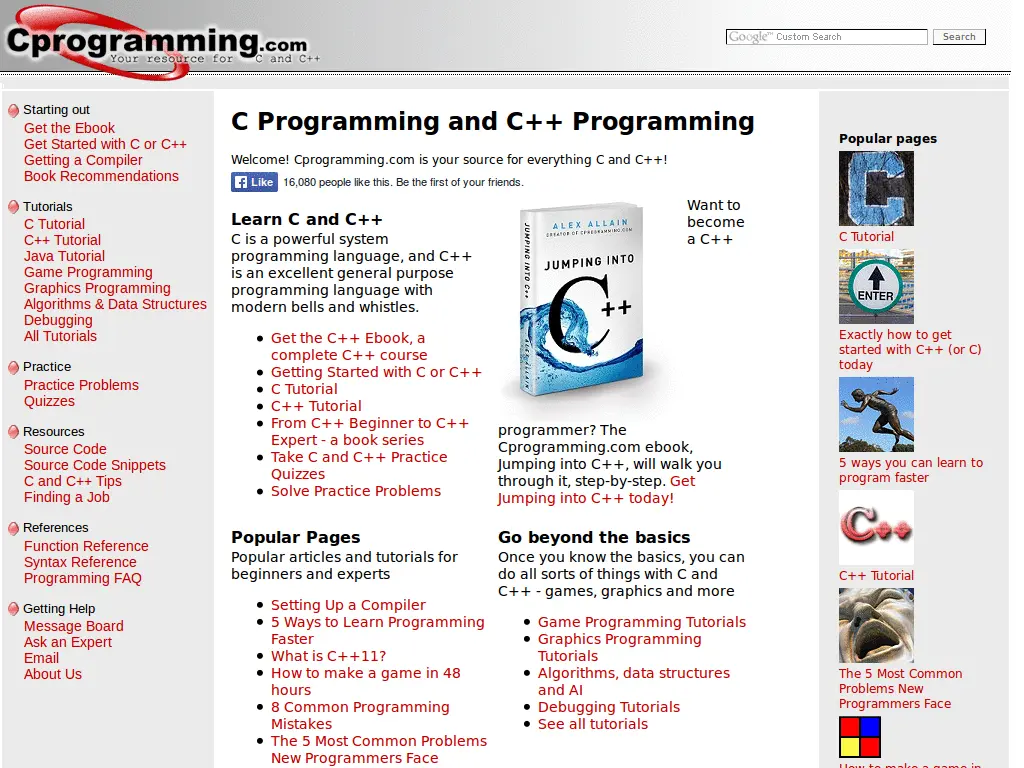 Cprogramming.com
Your resource for C and C++
Google™ Custom Search
Search
Starting out
Get the Ebook
Get Started with C or C++
Getting a Compiler
Book Recommendations
Tutorials
C Tutorial
C++ Tutorial
Java Tutorial
Game Programming
Graphics Programming
Algorithms & Data Structures
Debugging
All Tutorials
Practice
Practice Problems
Quizzes
Resources
Source Code
Source Code Snippets
C and C++ Tips
Finding a Job
References
Function Reference
Syntax Reference
Programming FAQ
Getting Help
Message Board
Ask an Expert
Email
About Us
C Programming and C++ Programming
Welcome! Cprogramming.com is your source for everything C and C++!
Like 16,080 people like this. Be the first of your friends.
Learn C and C++
C is a powerful system
programming language, and C++
is an excellent general purpose
programming language with
modern bells and whistles.
Get the C++ Ebook, a
complete C++ course
Getting Started with C or C++
C Tutorial
C++ Tutorial
From C++ Beginner to C++
Expert - a book series
Take C and C++ Practice
Quizzes
Solve Practice Problems
JUMPING INTO C++
ALEX ALLAIN
ALEX ALLAIN
CREATOR OF CPROGRAMMING.COM
JUMPING INTO
C++
Want to
become
a C++
programmer? The
Cprogramming.com ebook,
Jumping into C++, will walk you
through it, step-by-step. Get
Jumping into C++ today!
Popular Pages
Popular articles and tutorials for
beginners and experts
Setting Up a Compiler
5 Ways to Learn Programming
Faster
What is C++11?
How to make a game in 48
hours
8 Common Programming
Mistakes
The 5 Most Common Problems
New Programmers Face
Go beyond the basics
Once you know the basics, you can
do all sorts of things with C and
C++ - games, graphics and more
Game Programming Tutorials
Graphics Programming
Tutorials
Algorithms, data structures
and AI
Debugging Tutorials
See all tutorials
Popular pages
C
C Tutorial
ENTER
Exactly how to get
started with C++ (or C)
today
5 ways you can learn to
program faster
C++
C++ Tutorial
The 5 Most Common
Problems New
Programmers Face
How to make a game in